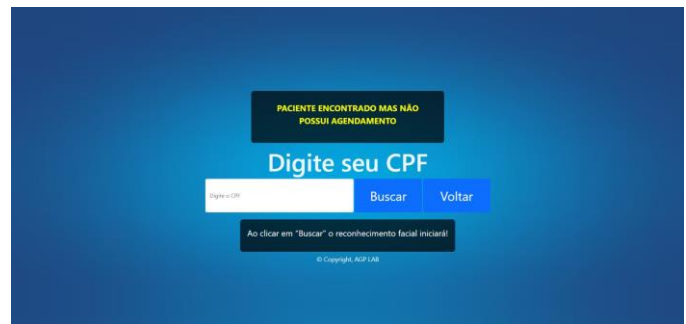 PACIENTE ENCONTRADO MAS NÃO
POSSUI AGENDAMENTO
Digite seu CPF
Digite o CPF
Buscar
Voltar
Ao clicar em "Buscar" o reconhecimento facial iniciará!
© Copyright, AGP LAB